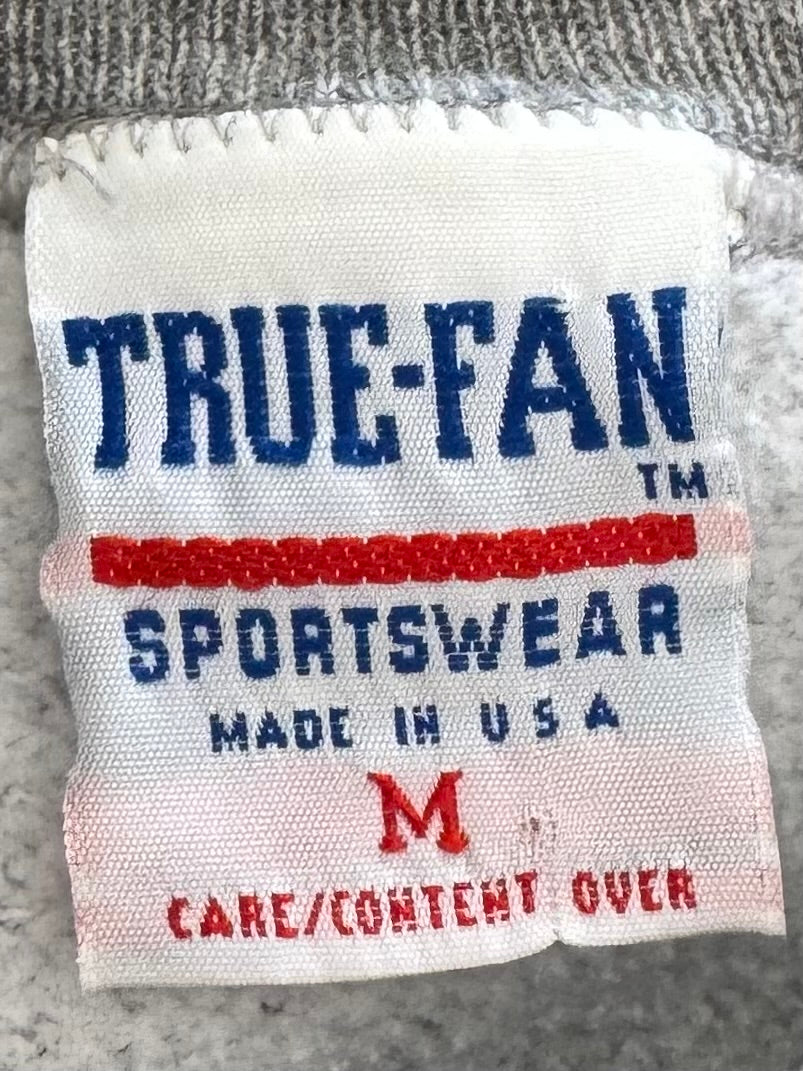 TRUE-FAN
TM
SPORTSWEAR
MADE IN USA
M
CARE/CONTENT OVER